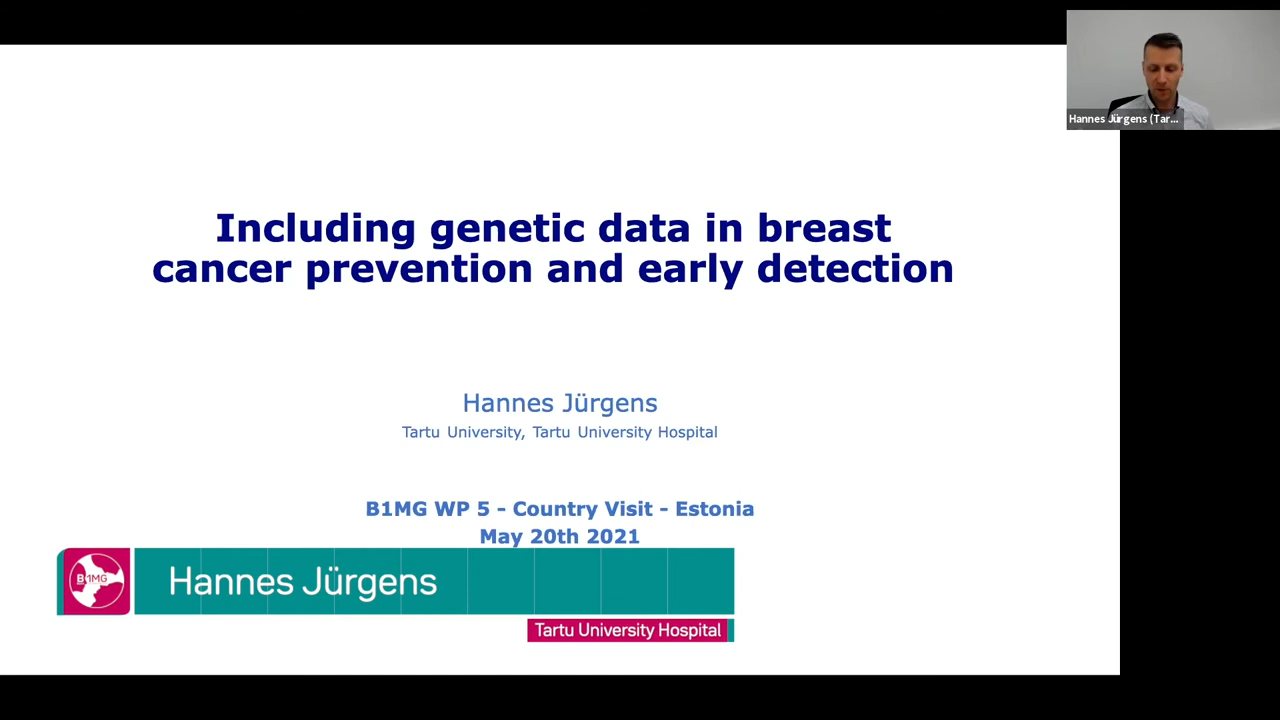 Hannes Jürgens (Tar...
Including genetic data in breast
cancer prevention and early detection
Hannes Jürgens
Tartu University, Tartu University Hospital
B1MG WP 5 - Country Visit - Estonia
May 20th 2021
B1MG
Hannes Jürgens
Tartu University Hospital